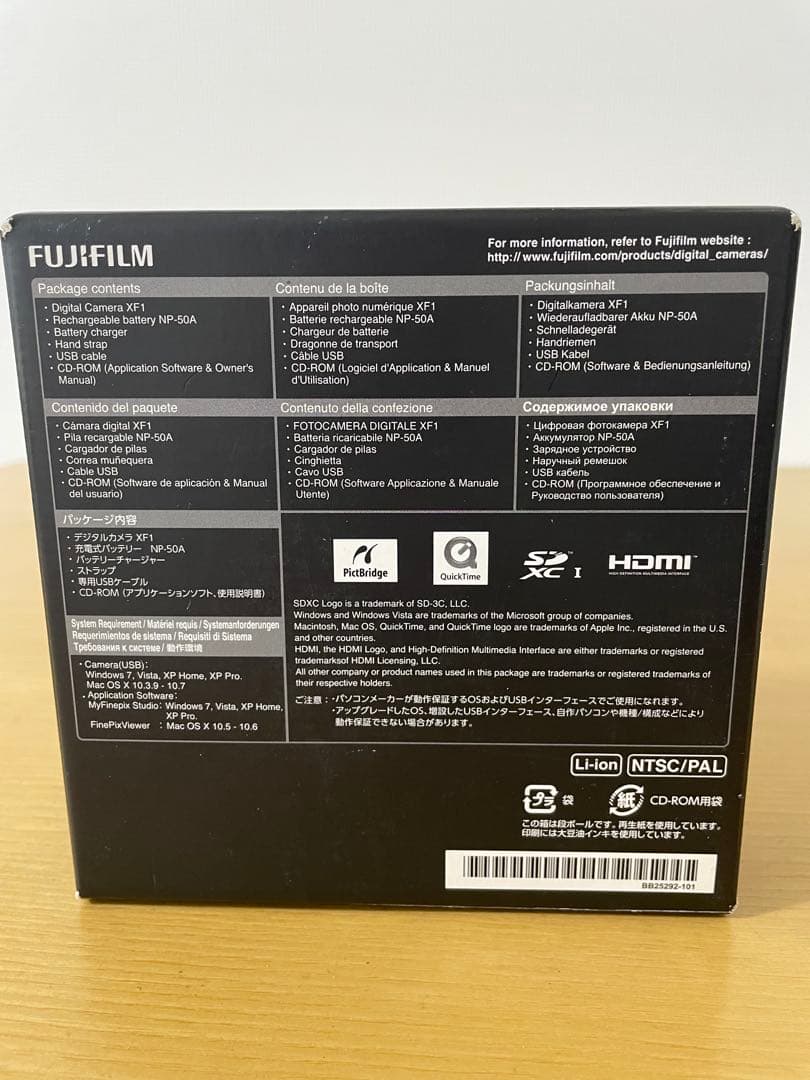 FUJIFILM
For more information, refer to Fujifilm website :
http://www.fujifilm.com/products/digital_cameras/
Package contents
・Digital Camera XF1
・Rechargeable battery NP-50A
・Battery charger
・Hand strap
・USB cable
・CD-ROM (Application Software & Owner's
Manual)
Contenu de la boîte
・Appareil photo numérique XF1
・Batterie rechargeable NP-50A
・Chargeur de batterie
・Dragonne de transport
・Câble USB
・CD-ROM (Logiciel d'Application & Manuel
d'Utilisation)
Packungsinhalt
・Digitalkamera XF1
・Wiederaufladbarer Akku NP-50A
・Schnelladegerät
・Handriemen
・USB Kabel
・CD-ROM (Software & Bedienungsanleitung)
Contenido del paquete
・Cámara digital XF1
・Pila recargable NP-50A
・Cargador de pilas
・Correa muñequera
・Cable USB
・CD-ROM (Software de aplicación & Manual
del usuario)
Contenuto della confezione
・FOTOCAMERA DIGITALE XF1
・Batteria ricaricabile NP-50A
・Cargador de pilas
・Cinghietta
・Cavo USB
・CD-ROM (Software Applicazione & Manuale
Utente)
Содержимое упаковки
・Цифровая фотокамера XF1
・Аккумулятор NP-50A
・Зарядное устройство
・Наручный ремешок
・USB кабель
・CD-ROM (Программное обеспечение и
Руководство пользователя)
パッケージ内容
・デジタルカメラ XF1
・充電式バッテリー NP-50A
・バッテリーチャージャー
・ストラップ
・専用USBケーブル
・CD-ROM (アプリケーションソフト、使用説明書)
System Requirement / Matériel requis / Systemanforderungen
Requerimientos de sistema / Requisiti di Sistema
Требования к системе / 動作環境
・Camera(USB):
Windows 7, Vista, XP Home, XP Pro.
Mac OS X 10.3.9 - 10.7
・Application Software:
MyFinepix Studio: Windows 7, Vista, XP Home,
XP Pro.
FinePixViewer : Mac OS X 10.5 - 10.6
PictBridge
QuickTime
SD XC I
HDMI
HIGH-DEFINITION MULTIMEDIA INTERFACE
SDXC Logo is a trademark of SD-3C, LLC.
Windows and Windows Vista are trademarks of the Microsoft group of companies.
Macintosh, Mac OS, QuickTime, and QuickTime logo are trademarks of Apple Inc., registered in the U.S.
and other countries.
HDMI, the HDMI Logo, and High-Definition Multimedia Interface are either trademarks or registered
trademarksof HDMI Licensing, LLC.
All other company or product names used in this package are trademarks or registered trademarks of
their respective holders.
ご注意：・パソコンメーカーが動作保証するOSおよびUSBインターフェースでご使用になれます。
・アップグレードしたOS、増設したUSBインターフェース、自作パソコンや機種/構成などにより
動作保証できない場合があります。
Li-ion NTSC/PAL
プラ 袋 紙 CD-ROM用袋
この箱は段ボールです。再生紙を使用しています。
印刷には大豆油インキを使用しています。
BB25292-101